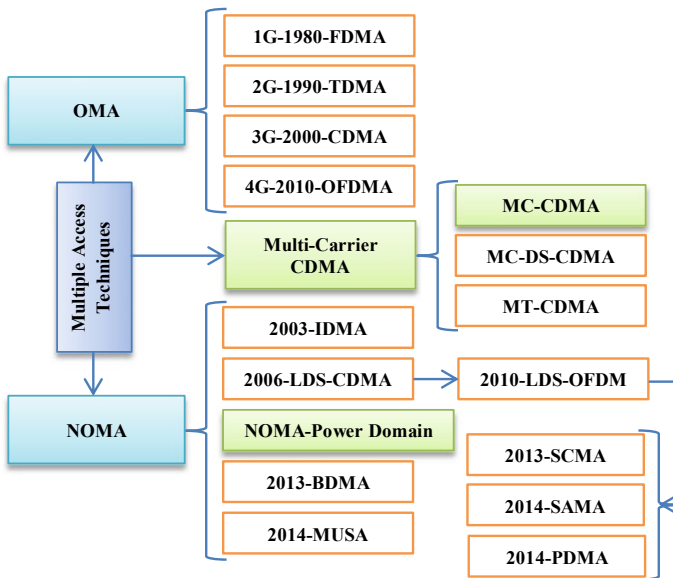 1G-1980-FDMA
2G-1990-TDMA
OMA
3G-2000-CDMA
4G-2010-OFDMA
Multiple Access
Techniques
Multi-Carrier
CDMA
MC-CDMA
MC-DS-CDMA
MT-CDMA
2003-IDMA
2006-LDS-CDMA
2010-LDS-OFDM
NOMA
NOMA-Power Domain
2013-BDMA
2014-MUSA
2013-SCMA
2014-SAMA
2014-PDMA